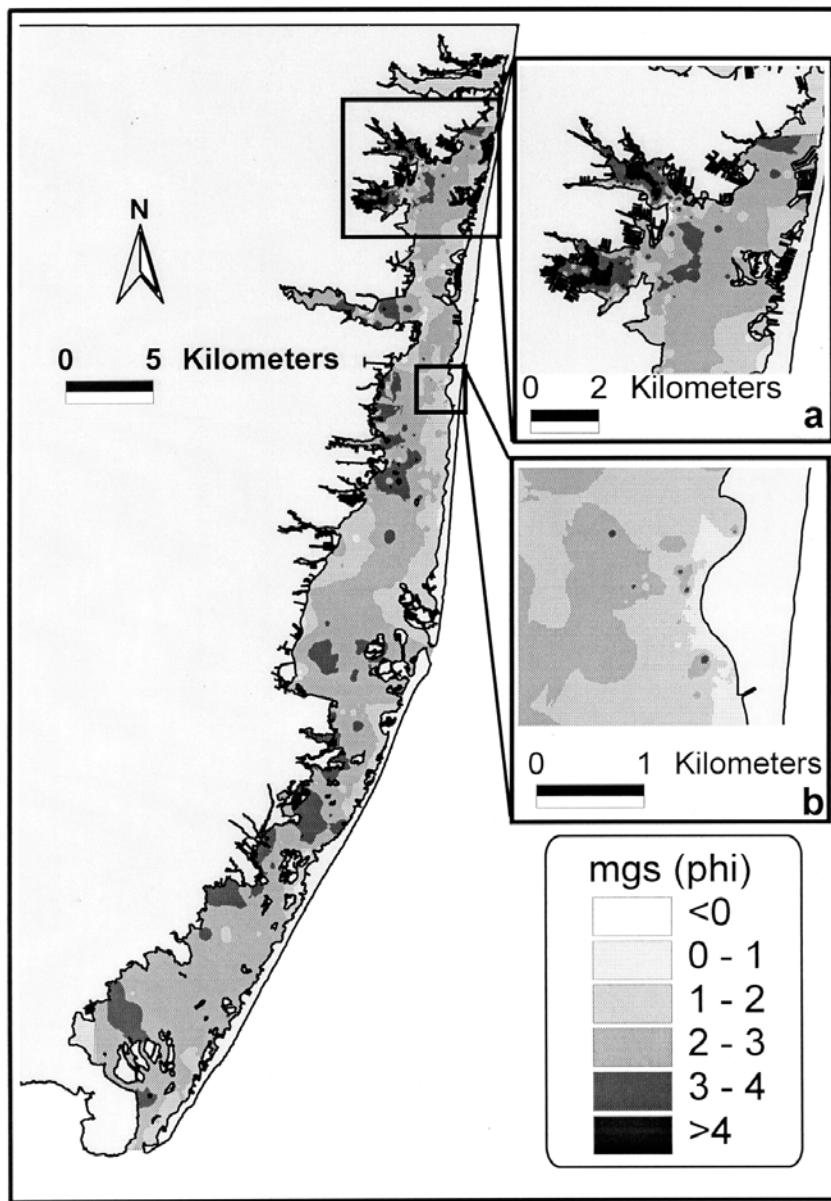 N
0 5 Kilometers
0 2 Kilometers
a
0 1 Kilometers
b
mgs (phi)
<0
0 - 1
1 - 2
2 - 3
3 - 4
>4